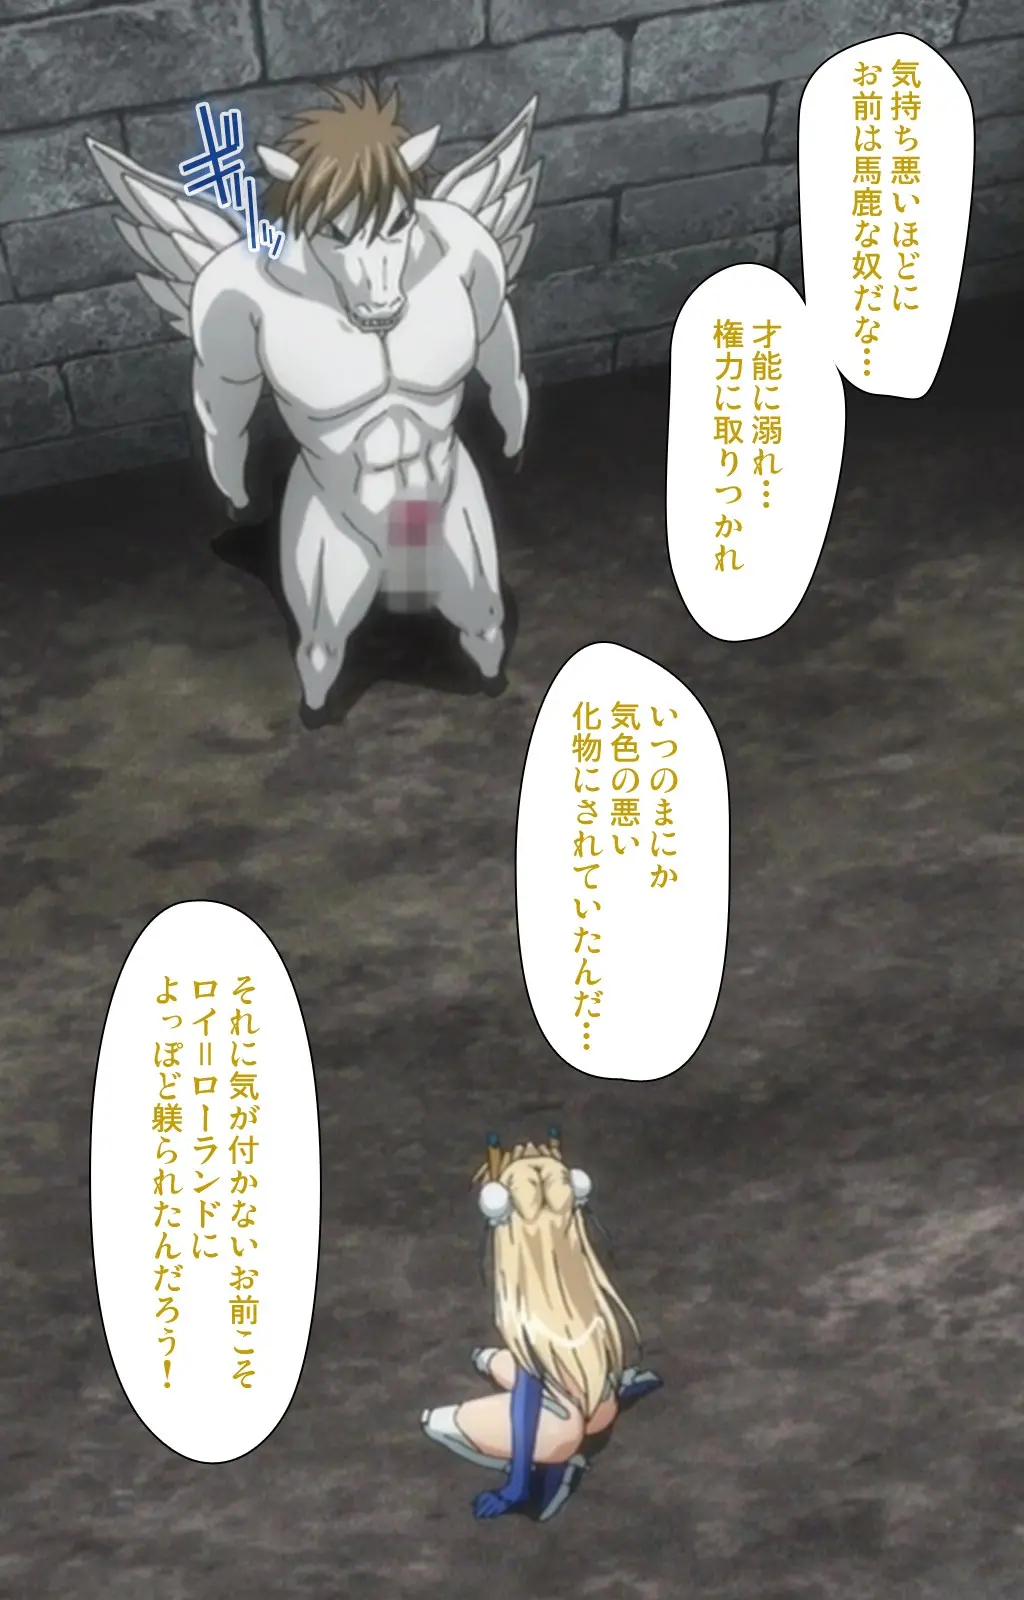 気持ち悪いほどに
お前は馬鹿な奴だな…
才能に溺れ…
権力に取りつかれ
いつのまにか
気色の悪い
化物にされていたんだ…
それに気が付かないお前こそ
ロイ＝ローランドに
よっぽど躾られたんだろう！
ドキッ